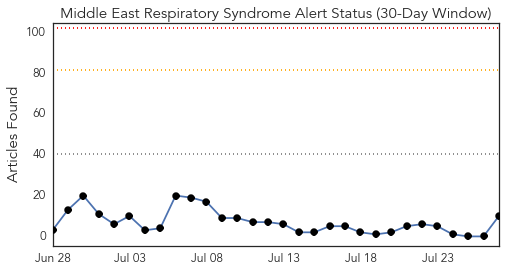 Middle East Respiratory Syndrome Alert Status (30-Day Window)
Articles Found
100
80
60
40
20
0
Jun 28
Jul 03
Jul 08
Jul 13
Jul 18
Jul 23